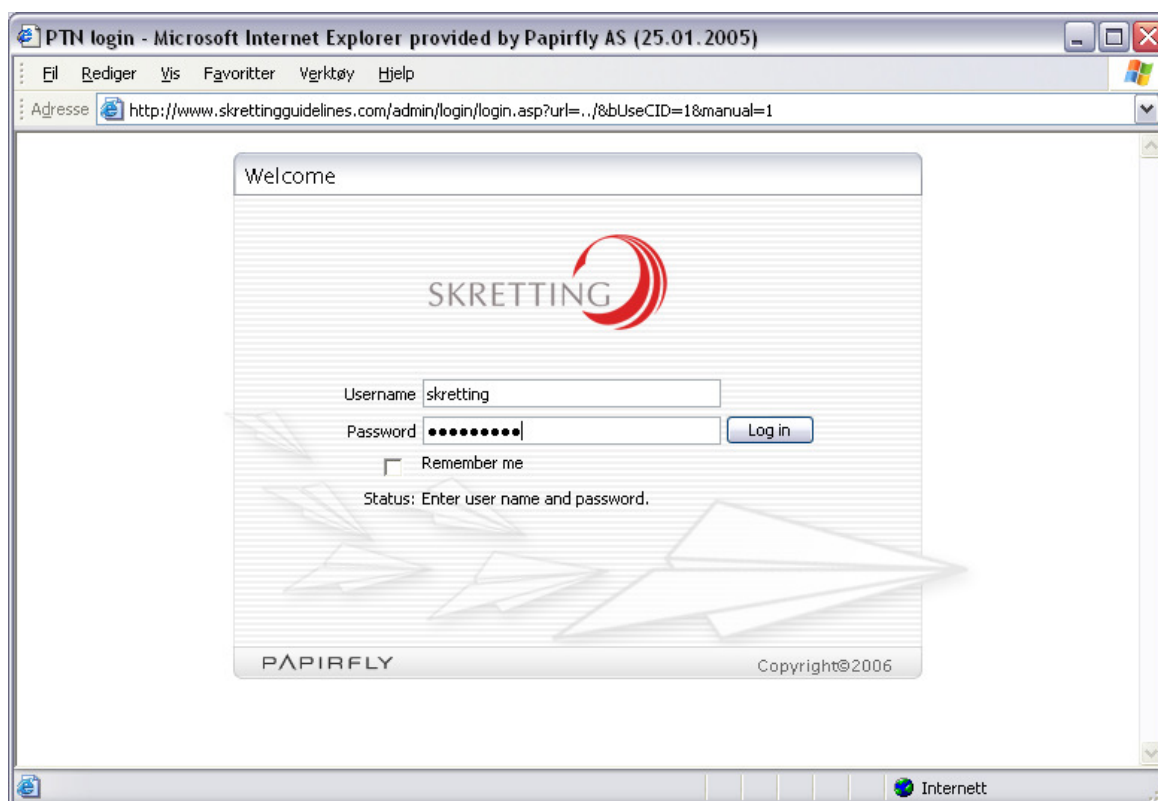 PTN login - Microsoft Internet Explorer provided by Papirfly AS (25.01.2005)
Fil Rediger Vis Favoritter Verktøy Hjelp
Adresse http://www.skrettingguidelines.com/admin/login/login.asp?url=../&bUseCID=1&manual=1
Welcome
SKRETTING
Username skretting
Password ●●●●●●●●● Log in
Remember me
Status: Enter user name and password.
PAPIRFLY Copyright©2006
Internett